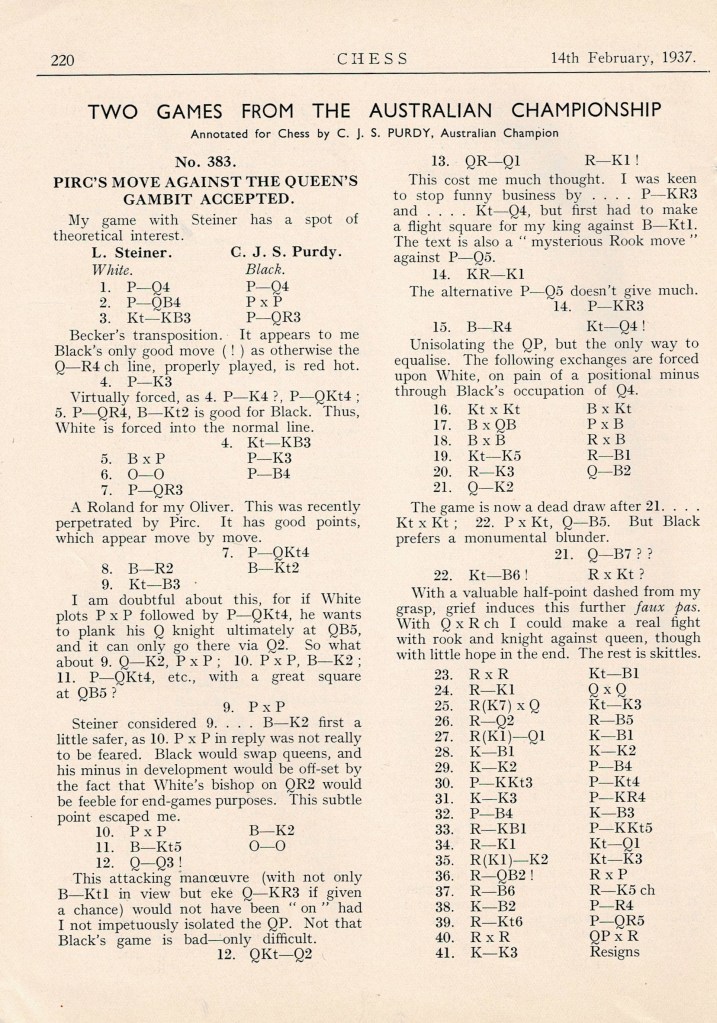 220 CHESS 14th February, 1937.
TWO GAMES FROM THE AUSTRALIAN CHAMPIONSHIP
Annotated for Chess by C. J. S. PURDY, Australian Champion
No. 383.
PIRC'S MOVE AGAINST THE QUEEN'S
GAMBIT ACCEPTED.
My game with Steiner has a spot of
theoretical interest.
L. Steiner. C. J. S. Purdy.
White. Black.
1. P—Q4 P—Q4
2. P—QB4 P x P
3. Kt—KB3 P—QR3
Becker's transposition. It appears to me
Black's only good move (!) as otherwise the
Q—R4 ch line, properly played, is red hot.
4. P—K3
Virtually forced, as 4. P—K4 ?, P—QKt4 ;
5. P—QR4, B—Kt2 is good for Black. Thus,
White is forced into the normal line.
4. Kt—KB3
5. B x P P—K3
6. O—O P—B4
7. P—QR3
A Roland for my Oliver. This was recently
perpetrated by Pirc. It has good points,
which appear move by move.
7. P—QKt4
8. B—R2 B—Kt2
9. Kt—B3
I am doubtful about this, for if White
plots P x P followed by P—QKt4, he wants
to plank his Q knight ultimately at QB5,
and it can only go there via Q2. So what
about 9. Q—K2, P x P ; 10. P x P, B—K2 ;
11. P—QKt4, etc., with a great square
at QB5 ?
9. P x P
Steiner considered 9. . . . B—K2 first a
little safer, as 10. P x P in reply was not really
to be feared. Black would swap queens, and
his minus in development would be off-set by
the fact that White's bishop on QR2 would
be feeble for end-games purposes. This subtle
point escaped me.
10. P x P B—K2
11. B—Kt5 O—O
12. Q—Q3 !
This attacking manœuvre (with not only
B—Kt1 in view but eke Q—KR3 if given
a chance) would not have been " on " had
I not impetuously isolated the QP. Not that
Black's game is bad—only difficult.
12. QKt—Q2
13. QR—Q1 R—K1 !
This cost me much thought. I was keen
to stop funny business by . . . . P—KR3
and . . . . Kt—Q4, but first had to make
a flight square for my king against B—Kt1.
The text is also a " mysterious Rook move "
against P—Q5.
14. KR—K1
The alternative P—Q5 doesn't give much.
14. P—KR3
15. B—R4 Kt—Q4 !
Unisolating the QP, but the only way to
equalise. The following exchanges are forced
upon White, on pain of a positional minus
through Black's occupation of Q4.
16. Kt x Kt B x Kt
17. B x QB P x B
18. B x B R x B
19. Kt—K5 R—B1
20. R—K3 Q—B2
21. Q—K2
The game is now a dead draw after 21. . . .
Kt x Kt ; 22. P x Kt, Q—B5. But Black
prefers a monumental blunder.
21. Q—B7 ? ?
22. Kt—B6 ! R x Kt ?
With a valuable half-point dashed from my
grasp, grief induces this further faux pas.
With Q x R ch I could make a real fight
with rook and knight against queen, though
with little hope in the end. The rest is skittles.
23. R x R Kt—B1
24. R—K1 Q x Q
25. R(K7) x Q Kt—K3
26. R—Q2 R—B5
27. R(K1)—Q1 K—B1
28. K—B1 K—K2
29. K—K2 P—B4
30. P—KKt3 P—Kt4
31. K—K3 P—KR4
32. P—B4 K—B3
33. R—KB1 P—KKt5
34. R—K1 Kt—Q1
35. R(K1)—K2 Kt—K3
36. R—QB2 ! R x P
37. R—B6 R—K5 ch
38. K—B2 P—R4
39. R—Kt6 P—QR5
40. R x R QP x R
41. K—K3 Resigns